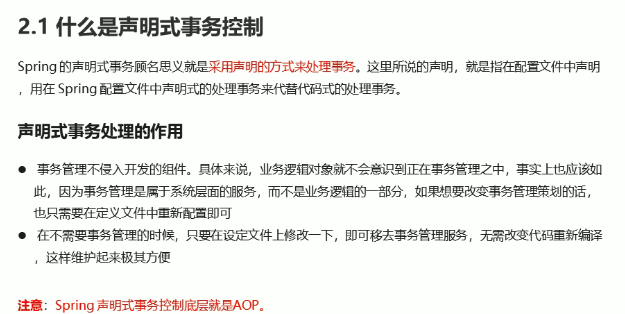 2.1 什么是声明式事务控制
Spring 的声明式事务顾名思义就是采用声明的方式来处理事务。这里所说的声明，就是指在配置文件中声明
，用在 Spring 配置文件中声明式的处理事务来代替代码式的处理事务。
声明式事务处理的作用
● 事务管理不侵入开发的组件。具体来说，业务逻辑对象就不会意识到正在事务管理之中，事实上也应该如
此，因为事务管理是属于系统层面的服务，而不是业务逻辑的一部分，如果想要改变事务管理策划的话，
也只需要在定义文件中重新配置即可
● 在不需要事务管理的时候，只要在设定文件上修改一下，即可移去事务管理服务，无需改变代码重新编译
，这样维护起来极其方便
注意：Spring 声明式事务控制底层就是AOP。